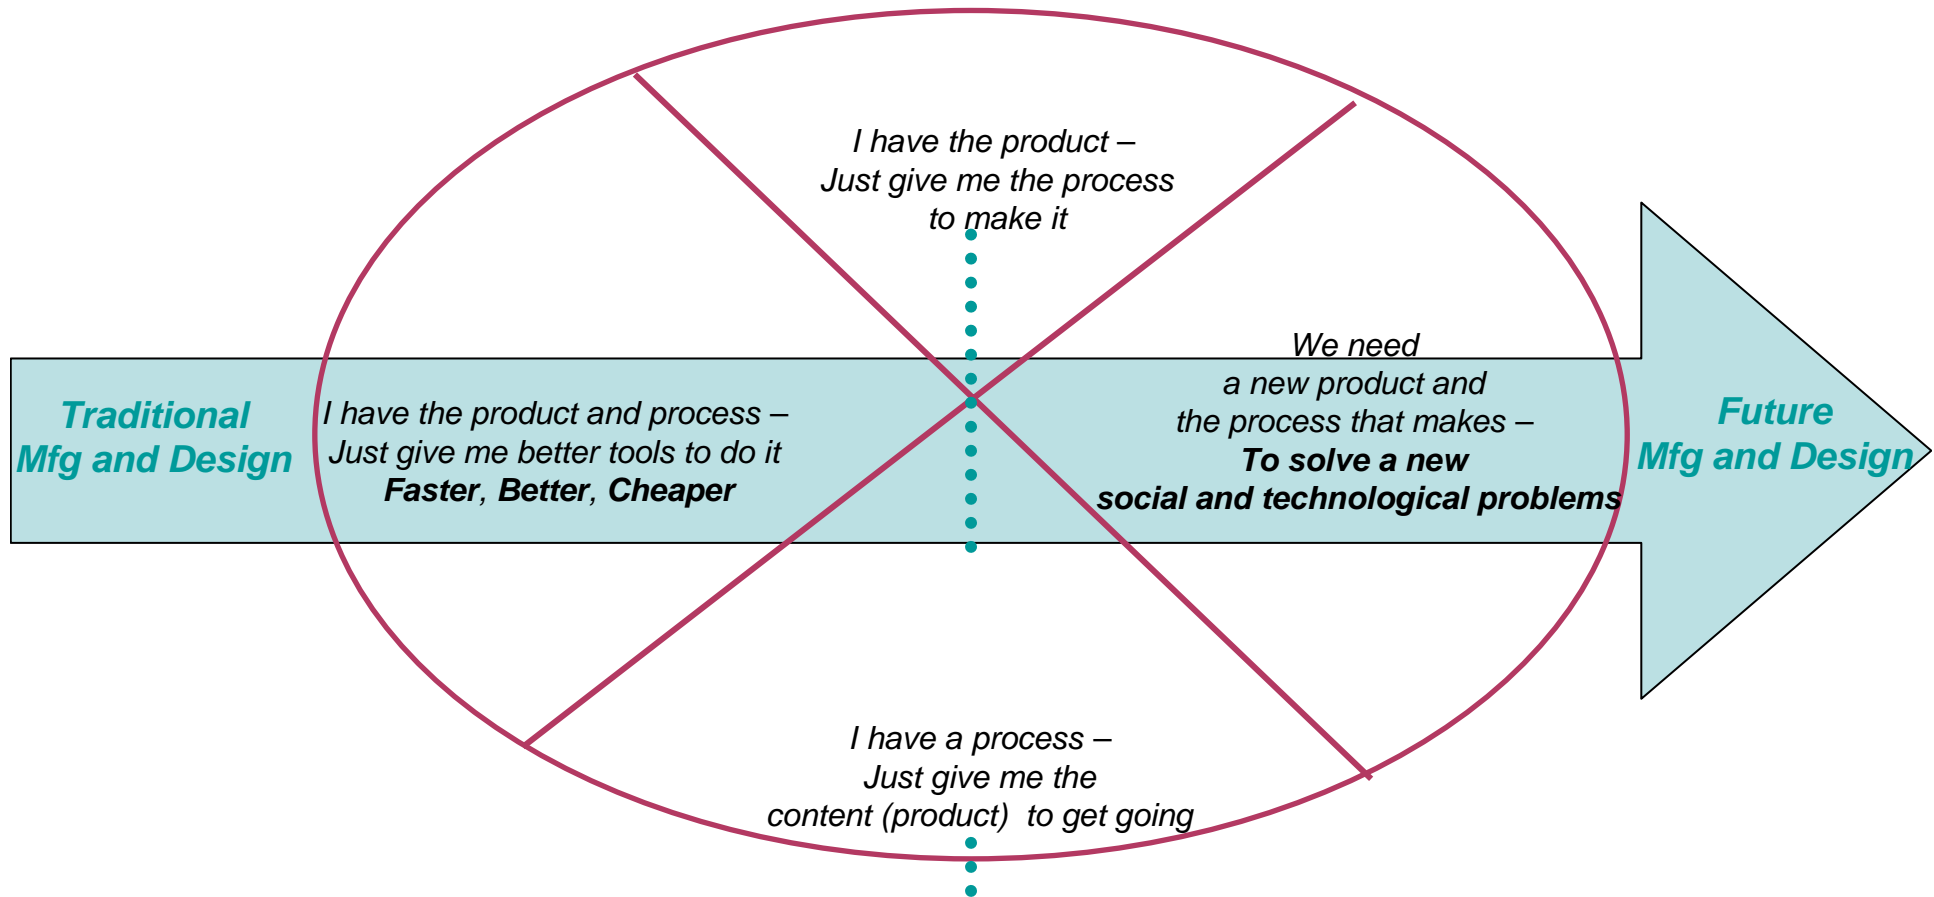 I have the product –
Just give me the process
to make it
Traditional
Mfg and Design
I have the product and process –
Just give me better tools to do it
Faster, Better, Cheaper
We need
a new product and
the process that makes –
To solve a new
social and technological problems
Future
Mfg and Design
I have a process –
Just give me the
content (product)  to get going